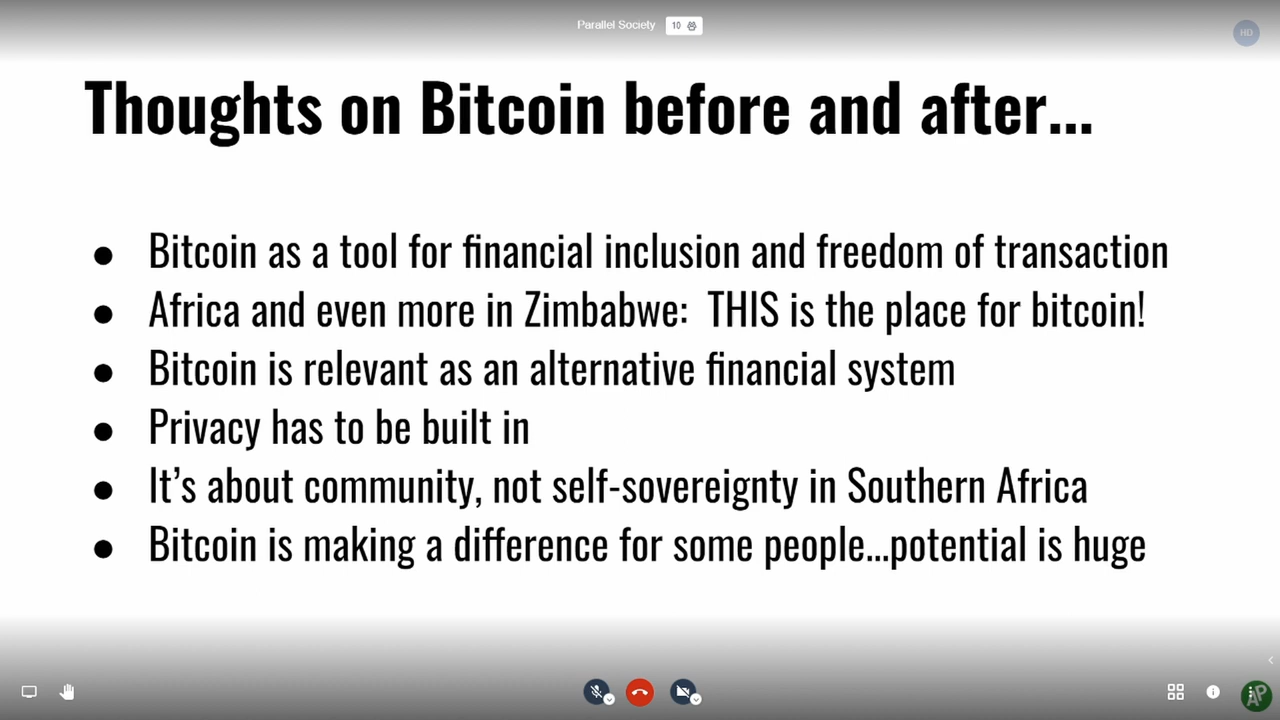 Parallel Society 10
HD
Thoughts on Bitcoin before and after...
● Bitcoin as a tool for financial inclusion and freedom of transaction
● Africa and even more in Zimbabwe: THIS is the place for bitcoin!
● Bitcoin is relevant as an alternative financial system
● Privacy has to be built in
● It’s about community, not self-sovereignty in Southern Africa
● Bitcoin is making a difference for some people...potential is huge
AP